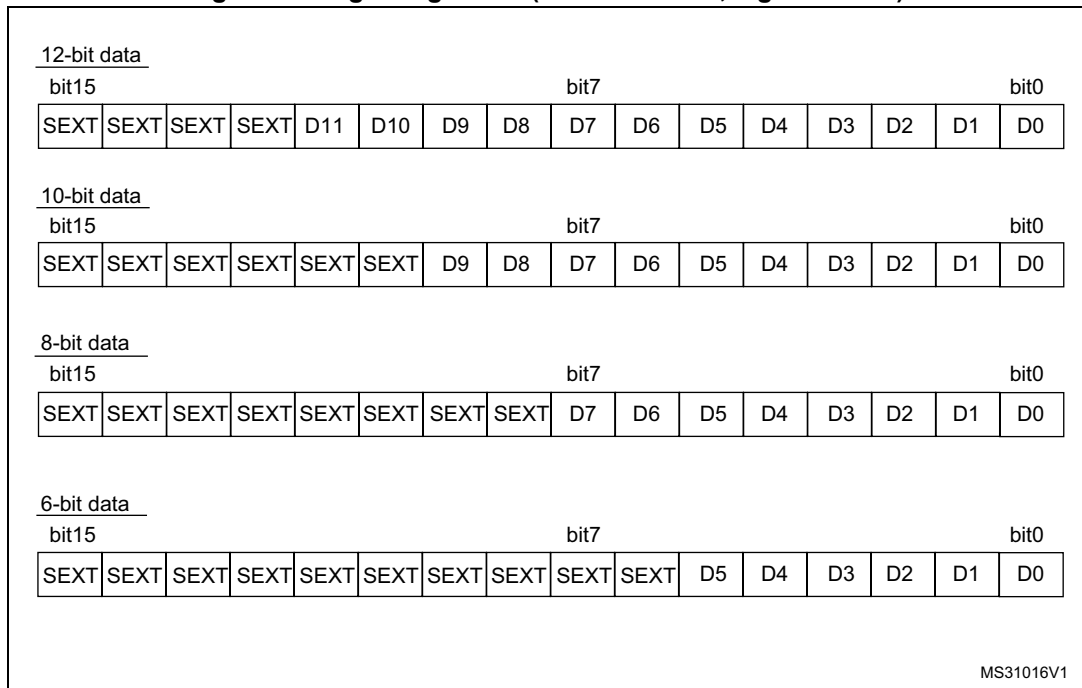 12-bit data
bit15 bit7 bit0
SEXT SEXT SEXT SEXT D11 D10 D9 D8 D7 D6 D5 D4 D3 D2 D1 D0
10-bit data
bit15 bit7 bit0
SEXT SEXT SEXT SEXT SEXT SEXT D9 D8 D7 D6 D5 D4 D3 D2 D1 D0
8-bit data
bit15 bit7 bit0
SEXT SEXT SEXT SEXT SEXT SEXT SEXT SEXT D7 D6 D5 D4 D3 D2 D1 D0
6-bit data
bit15 bit7 bit0
SEXT SEXT SEXT SEXT SEXT SEXT SEXT SEXT SEXT SEXT D5 D4 D3 D2 D1 D0
MS31016V1